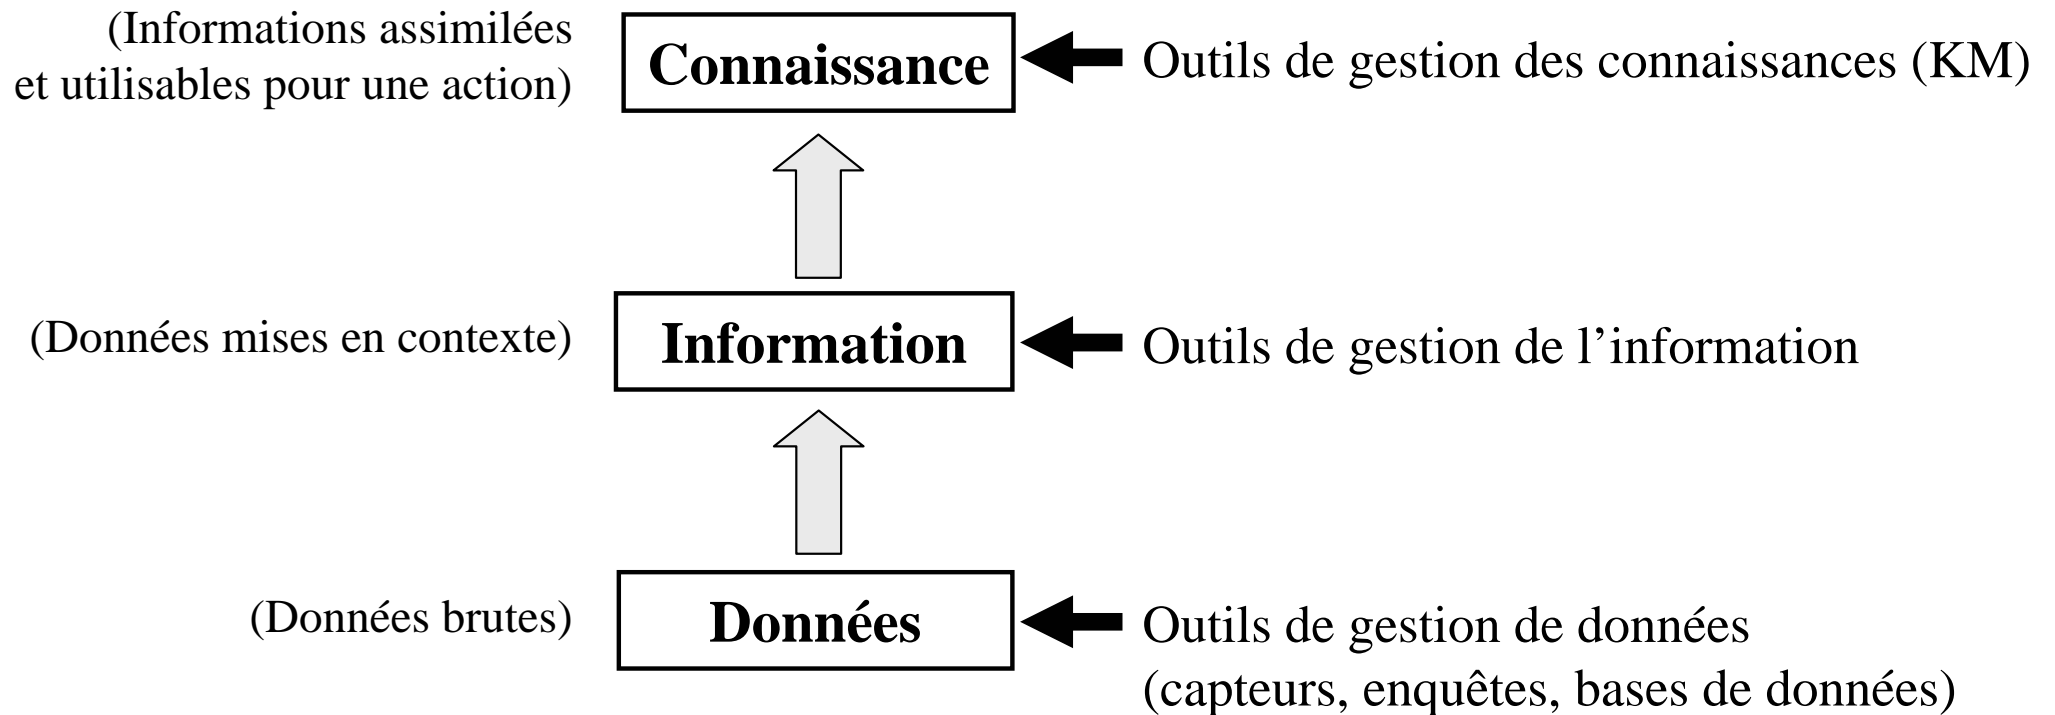 (Informations assimilées
et utilisables pour une action)
Connaissance
Outils de gestion des connaissances (KM)
(Données mises en contexte)
Information
Outils de gestion de l’information
(Données brutes)
Données
Outils de gestion de données
(capteurs, enquêtes, bases de données)